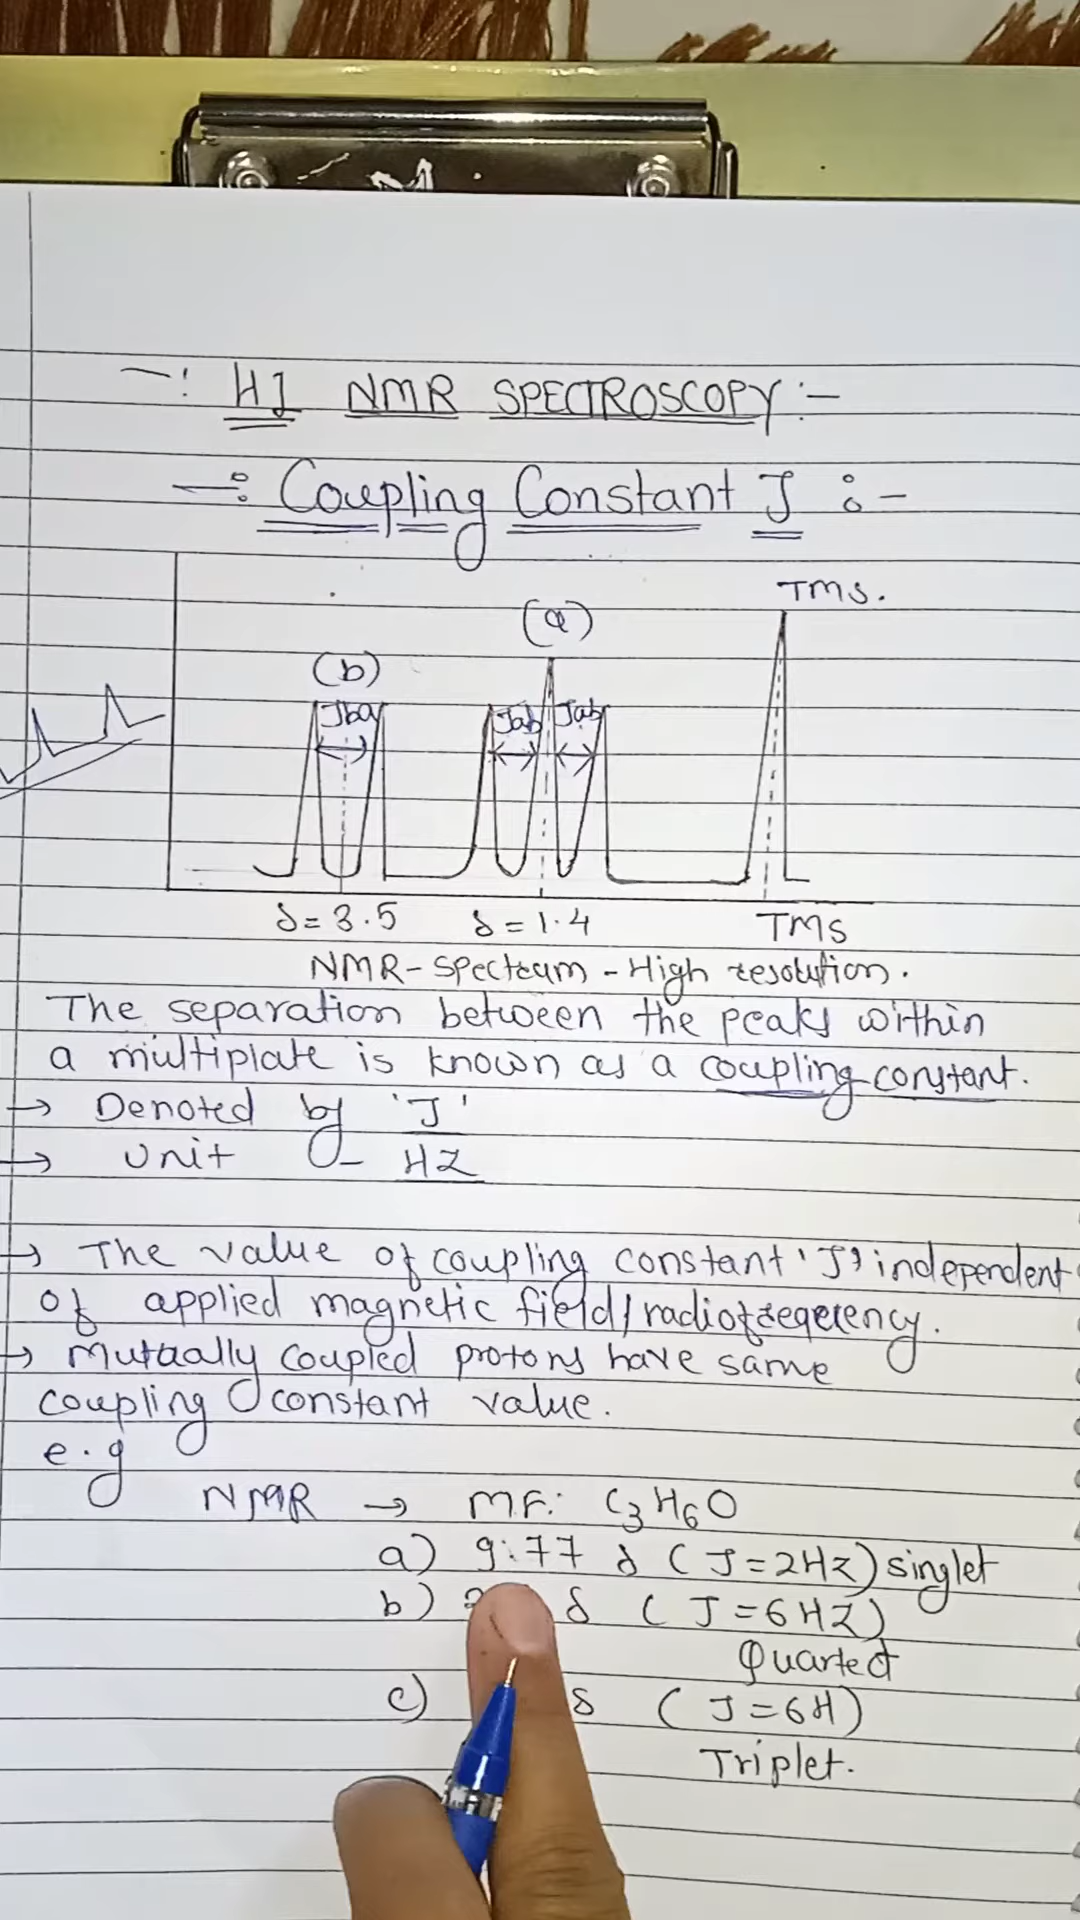 -: H1 NMR SPECTROSCOPY:-
-: Coupling Constant J :-
TMS.
(a)
(b)
Jba Jab Jab
δ=3.5 δ=1.4 TMS
NMR-Spectrum-High resolution.
The separation between the peaks within
a multiplate is known as a coupling constant.
→ Denoted by 'J'
→ Unit - HZ
→ The value of coupling constant 'J' independent
of applied magnetic field/radiofrequency.
→ Mutually coupled protons have same
coupling constant value.
e.g
NMR → M.F: C3H6O
a) 9.77 δ (J=2HZ) singlet
b) δ (J=6HZ)
Quarted
c) δ (J=6H)
Triplet.